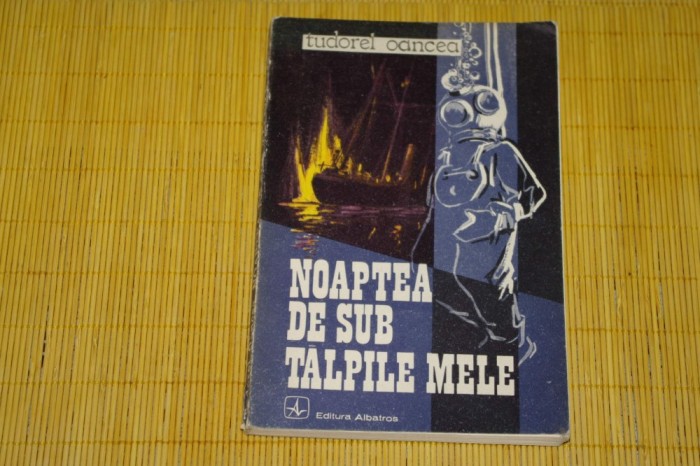 tudorel oancea
NOAPTEA
DE SUB
TĂLPILE MELE
Editura Albatros